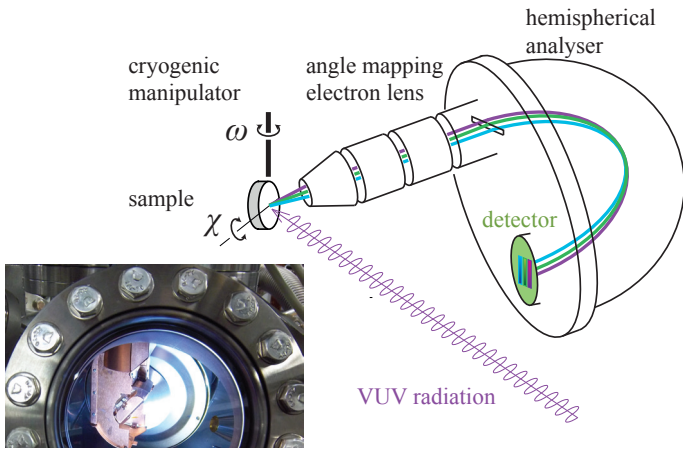 hemispherical
analyser
cryogenic
manipulator
angle mapping
electron lens
ω
sample
χ
detector
VUV radiation